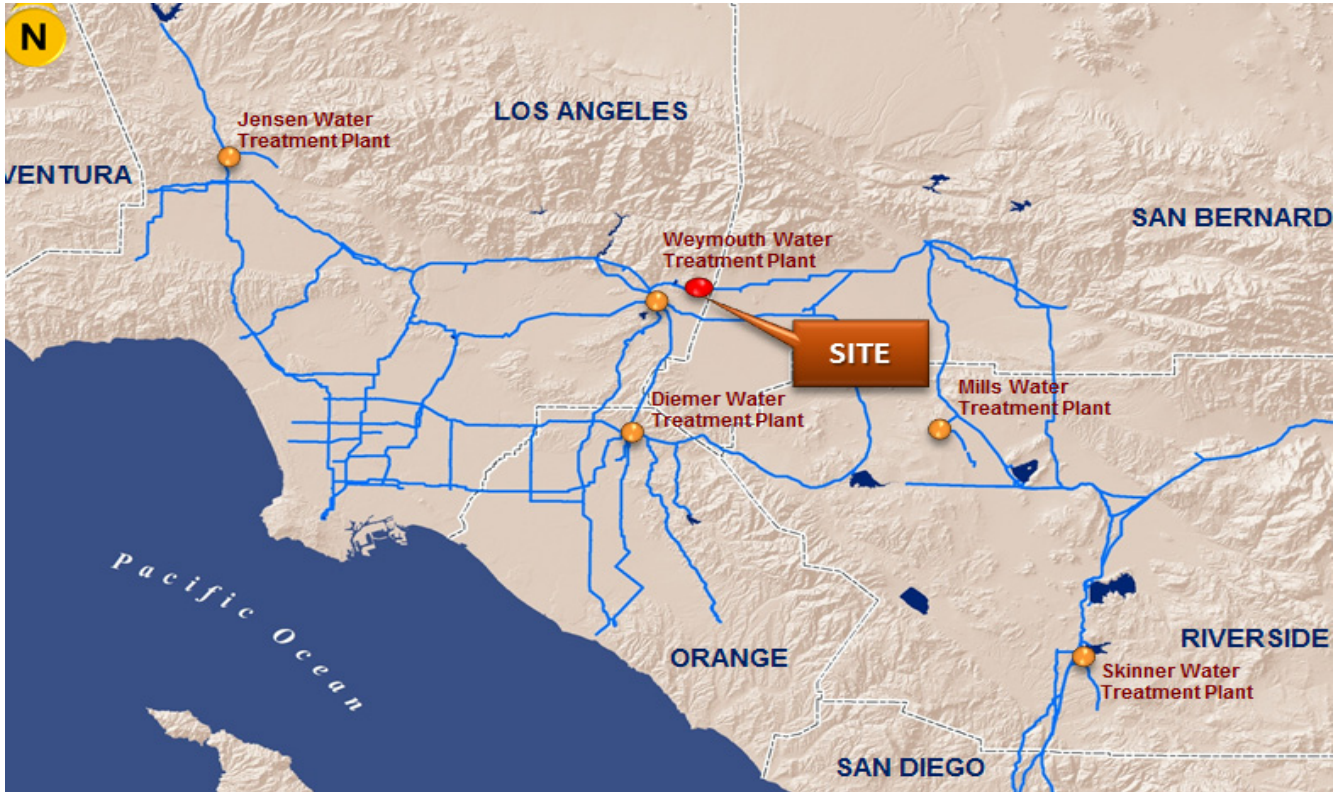 N
LOS ANGELES
Jensen Water
Treatment Plant
VENTURA
SAN BERNARD
Weymouth Water
Treatment Plant
SITE
Mills Water
Treatment Plant
Diemer Water
Treatment Plant
Pacific Ocean
ORANGE
RIVERSIDE
Skinner Water
Treatment Plant
SAN DIEGO